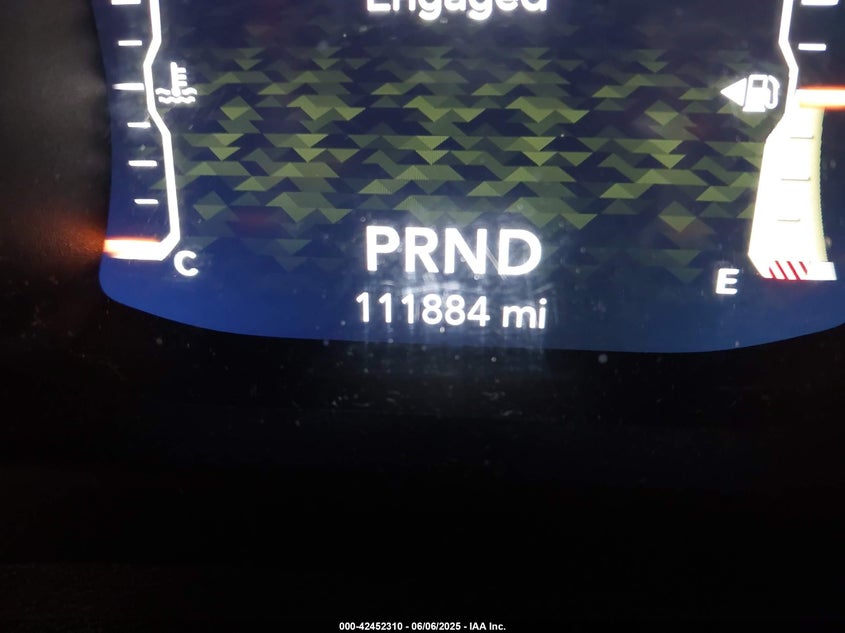 Engaged
PRND
C
E
111884 mi
000-42452310 - 06/06/2025 - IAA Inc.